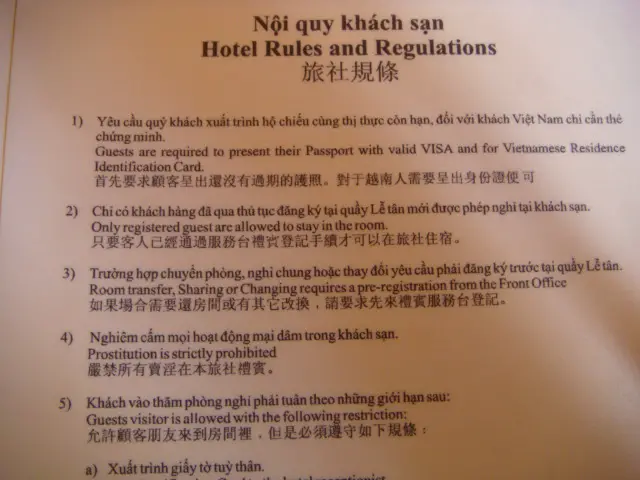 Nội quy khách sạn
Hotel Rules and Regulations
旅社規條
1) Yêu cầu quý khách xuất trình hộ chiếu cùng thị thực còn hạn, đối với khách Việt Nam chỉ cần thẻ
chứng minh.
Guests are required to present their Passport with valid VISA and for Vietnamese Residence
Identification Card.
首先要求顧客呈出還沒有過期的護照。對于越南人需要呈出身份證便可
2) Chỉ có khách hàng đã qua thủ tục đăng ký tại quầy Lễ tân mới được phép nghỉ tại khách sạn.
Only registered guest are allowed to stay in the room.
只要客人已經通過服務台禮賓登記手續才可以在旅社住宿。
3) Trường hợp chuyển phòng, nghỉ chung hoặc thay đổi yêu cầu phải đăng ký trước tại quầy Lễ tân.
Room transfer, Sharing or Changing requires a pre-registration from the Front Office
如果場合需要還房間或有其它改換，請要求先來禮賓服務台登記。
4) Nghiêm cấm mọi hoạt động mại dâm trong khách sạn.
Prostitution is strictly prohibited
嚴禁所有賣淫在本旅社禮賓。
5) Khách vào thăm phòng nghỉ phải tuân theo những giới hạn sau:
Guests visitor is allowed with the following restriction:
允許顧客朋友來到房間裡，但是必須遵守如下規條：
a) Xuất trình giấy tờ tuỳ thân.